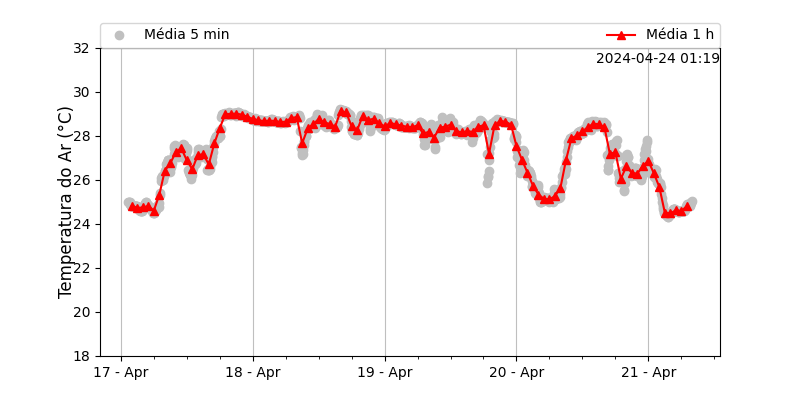 Média 5 min
Média 1 h
2024-04-24 01:19
Temperatura do Ar (°C)
32
30
28
26
24
22
20
18
17 - Apr
18 - Apr
19 - Apr
20 - Apr
21 - Apr